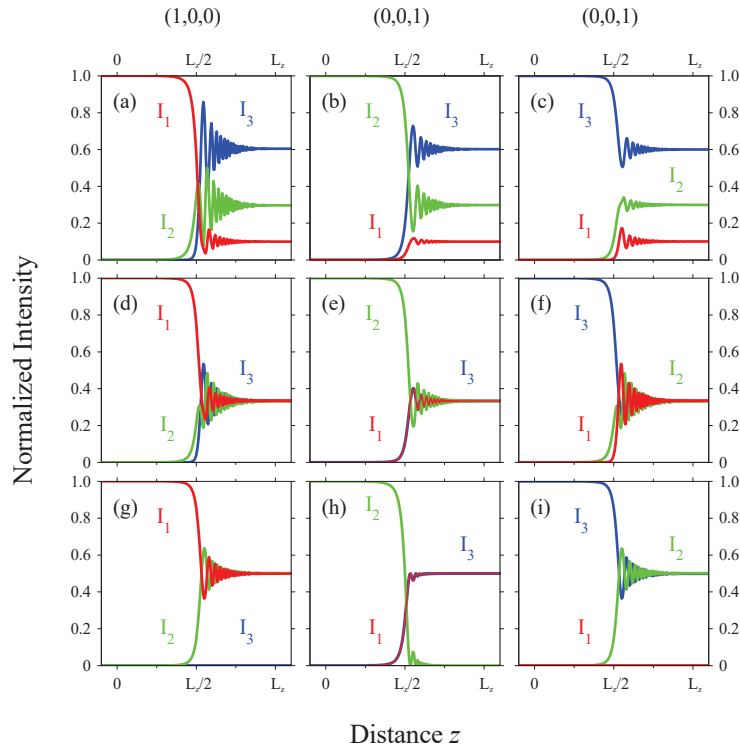 (1,0,0) (0,0,1) (0,0,1)
0 L_z/2 L_z 0 L_z/2 L_z 0 L_z/2 L_z
1.0 (a) I_1 I_3 (b) I_2 I_3 (c) I_3 1.0
0.8 0.8
0.6 0.6
0.4 I_2 I_1 I_2 0.4
0.2 I_1 0.2
0 0
1.0 (d) I_1 (e) I_2 (f) I_3 1.0
0.8 0.8
0.6 I_3 I_3 I_2 0.6
0.4 0.4
0.2 I_2 I_1 I_1 0.2
0 0
1.0 (g) I_1 (h) I_2 (i) I_3 1.0
0.8 I_3 I_2 0.8
0.6 0.6
0.4 0.4
0.2 I_2 I_3 I_1 I_1 0.2
0 0
0 L_z/2 L_z 0 L_z/2 L_z 0 L_z/2 L_z
Normalized Intensity
Distance z